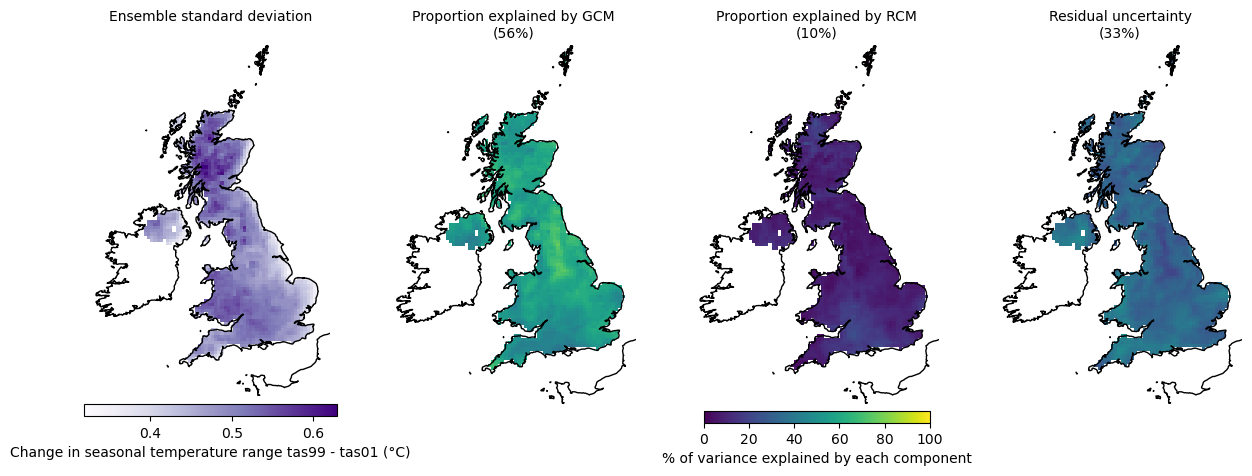 Ensemble standard deviation
Proportion explained by GCM
(56%)
Proportion explained by RCM
(10%)
Residual uncertainty
(33%)
0.4 0.5 0.6
Change in seasonal temperature range tas99 - tas01 (°C)
0 20 40 60 80 100
% of variance explained by each component